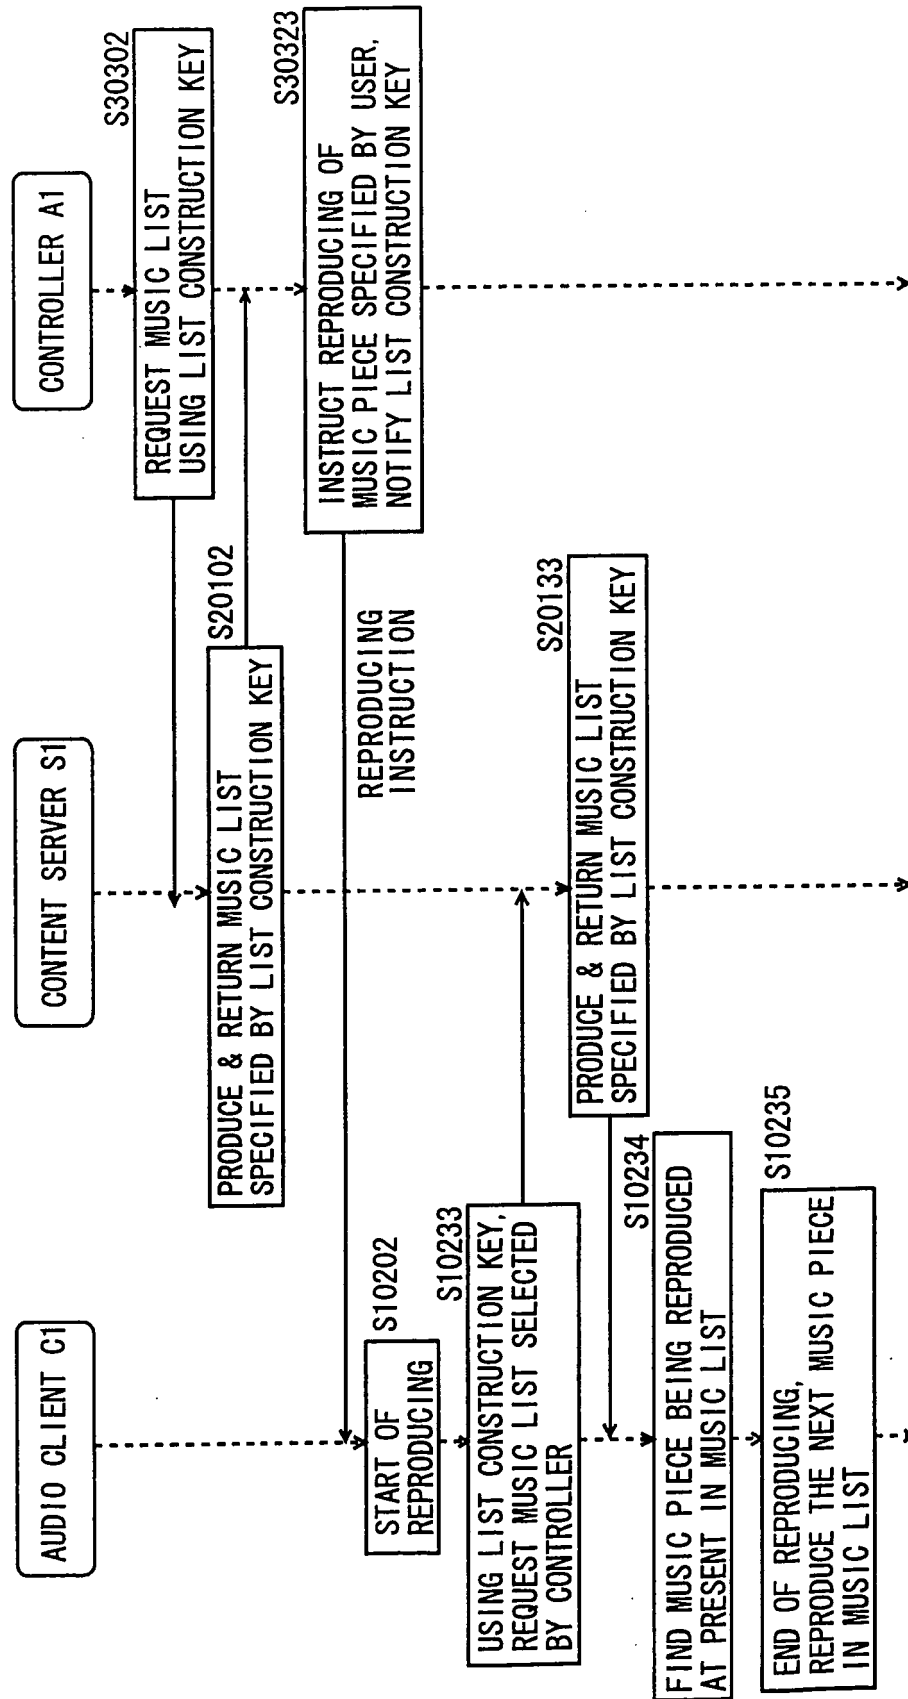 AUDIO CLIENT C1
CONTENT SERVER S1
CONTROLLER A1
S30302
REQUEST MUSIC LIST
USING LIST CONSTRUCTION KEY
S20102
PRODUCE & RETURN MUSIC LIST
SPECIFIED BY LIST CONSTRUCTION KEY
S30323
INSTRUCT REPRODUCING OF
MUSIC PIECE SPECIFIED BY USER,
NOTIFY LIST CONSTRUCTION KEY
REPRODUCING
INSTRUCTION
S10202
START OF
REPRODUCING
S10233
USING LIST CONSTRUCTION KEY,
REQUEST MUSIC LIST SELECTED
BY CONTROLLER
S20133
PRODUCE & RETURN MUSIC LIST
SPECIFIED BY LIST CONSTRUCTION KEY
S10234
FIND MUSIC PIECE BEING REPRODUCED
AT PRESENT IN MUSIC LIST
S10235
END OF REPRODUCING,
REPRODUCE THE NEXT MUSIC PIECE
IN MUSIC LIST